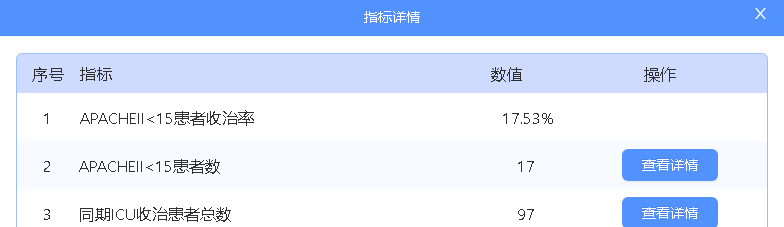 指标详情 X
序号 指标 数值 操作
1 APACHEII<15患者收治率 17.53%
2 APACHEII<15患者数 17 查看详情
3 同期ICU收治患者总数 97 查看详情